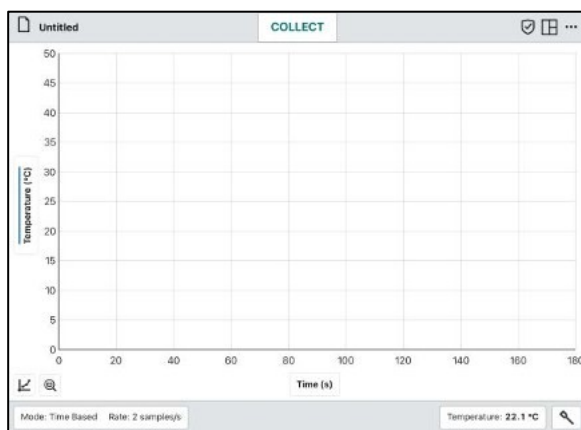 Untitled
COLLECT
50
45
40
35
30
25
20
15
10
5
0
Temperature (°C)
0 20 40 60 80 100 120 140 160 180
Time (s)
Mode: Time Based Rate: 2 samples/s
Temperature: 22.1 °C